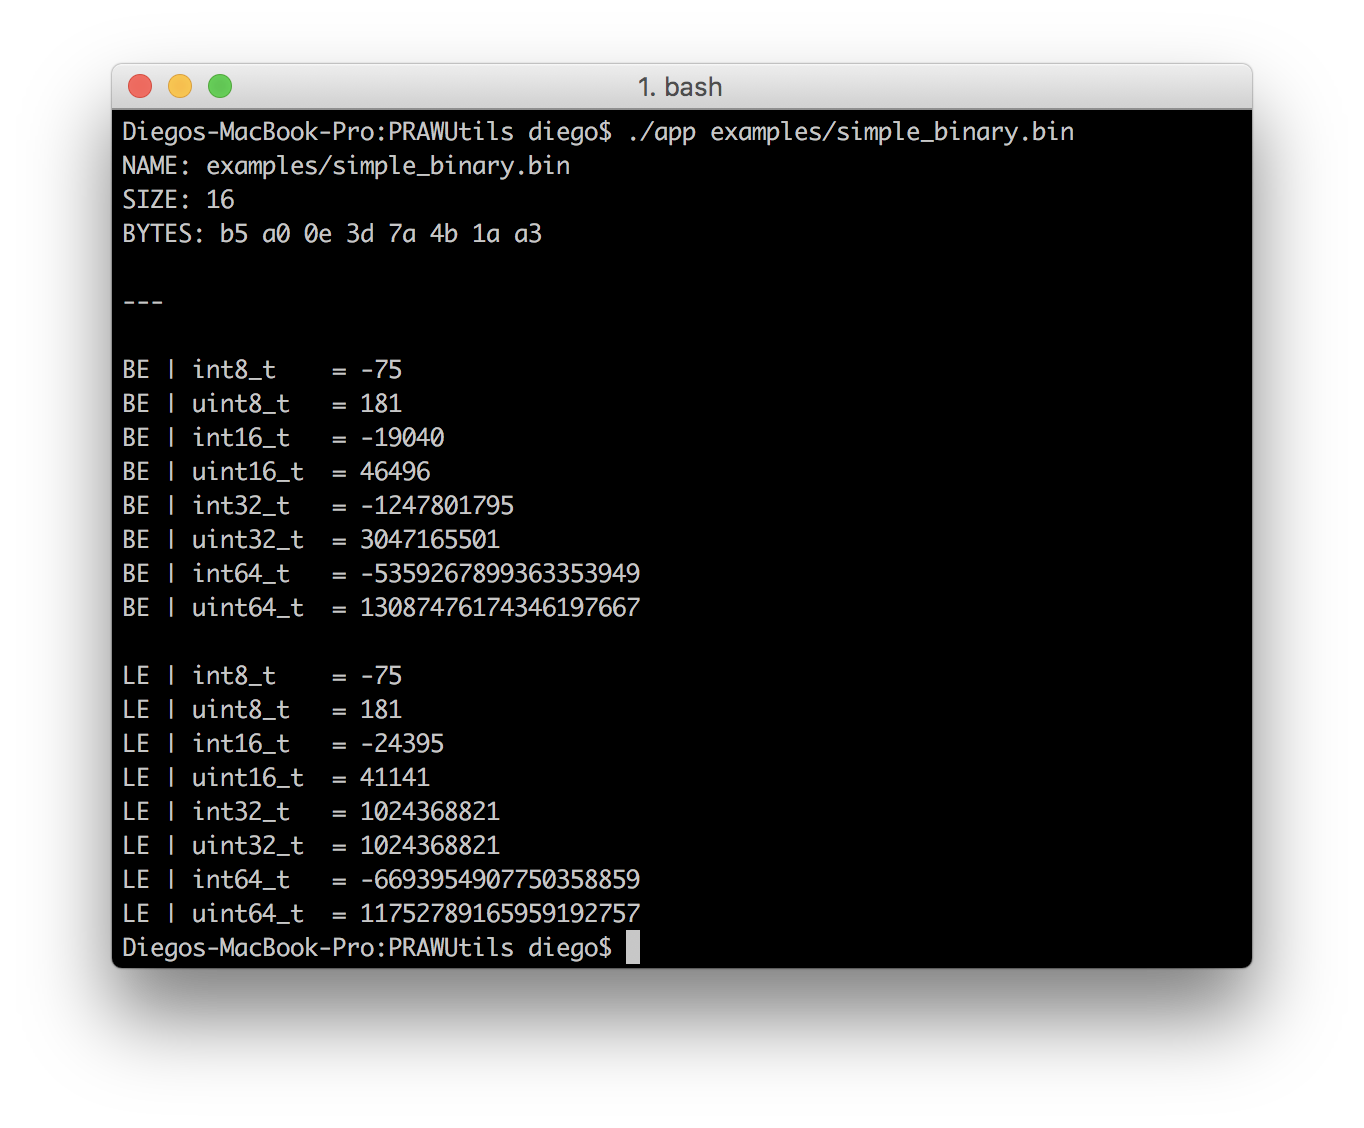 1. bash
Diegos-MacBook-Pro:PRAWUtils diego$ ./app examples/simple_binary.bin
NAME: examples/simple_binary.bin
SIZE: 16
BYTES: b5 a0 0e 3d 7a 4b 1a a3
---
BE | int8_t    = -75
BE | uint8_t   = 181
BE | int16_t   = -19040
BE | uint16_t  = 46496
BE | int32_t   = -1247801795
BE | uint32_t  = 3047165501
BE | int64_t   = -5359267899363353949
BE | uint64_t  = 13087476174346197667
LE | int8_t    = -75
LE | uint8_t   = 181
LE | int16_t   = -24395
LE | uint16_t  = 41141
LE | int32_t   = 1024368821
LE | uint32_t  = 1024368821
LE | int64_t   = -6693954907750358859
LE | uint64_t  = 11752789165959192757
Diegos-MacBook-Pro:PRAWUtils diego$